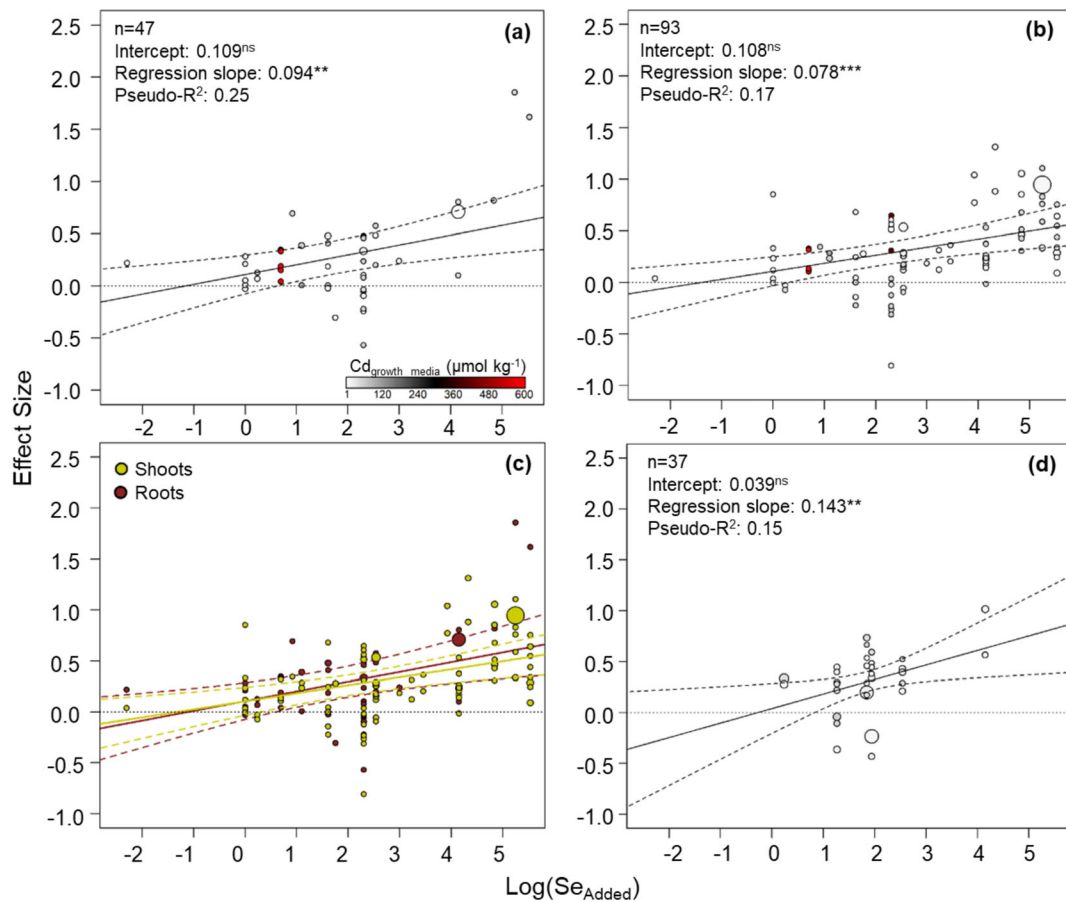 (a)
n=47
Intercept: 0.109ns
Regression slope: 0.094**
Pseudo-R2: 0.25
2.5
2.0
1.5
1.0
0.5
0.0
-0.5
-1.0
Cdgrowth media (µmol kg-1)
1 120 240 360 480 600
-2 -1 0 1 2 3 4 5
(b)
n=93
Intercept: 0.108ns
Regression slope: 0.078***
Pseudo-R2: 0.17
2.5
2.0
1.5
1.0
0.5
0.0
-0.5
-1.0
-2 -1 0 1 2 3 4 5
Effect Size
(c)
Shoots
Roots
2.5
2.0
1.5
1.0
0.5
0.0
-0.5
-1.0
-2 -1 0 1 2 3 4 5
(d)
n=37
Intercept: 0.039ns
Regression slope: 0.143**
Pseudo-R2: 0.15
2.5
2.0
1.5
1.0
0.5
0.0
-0.5
-1.0
-2 -1 0 1 2 3 4 5
Log(SeAdded)